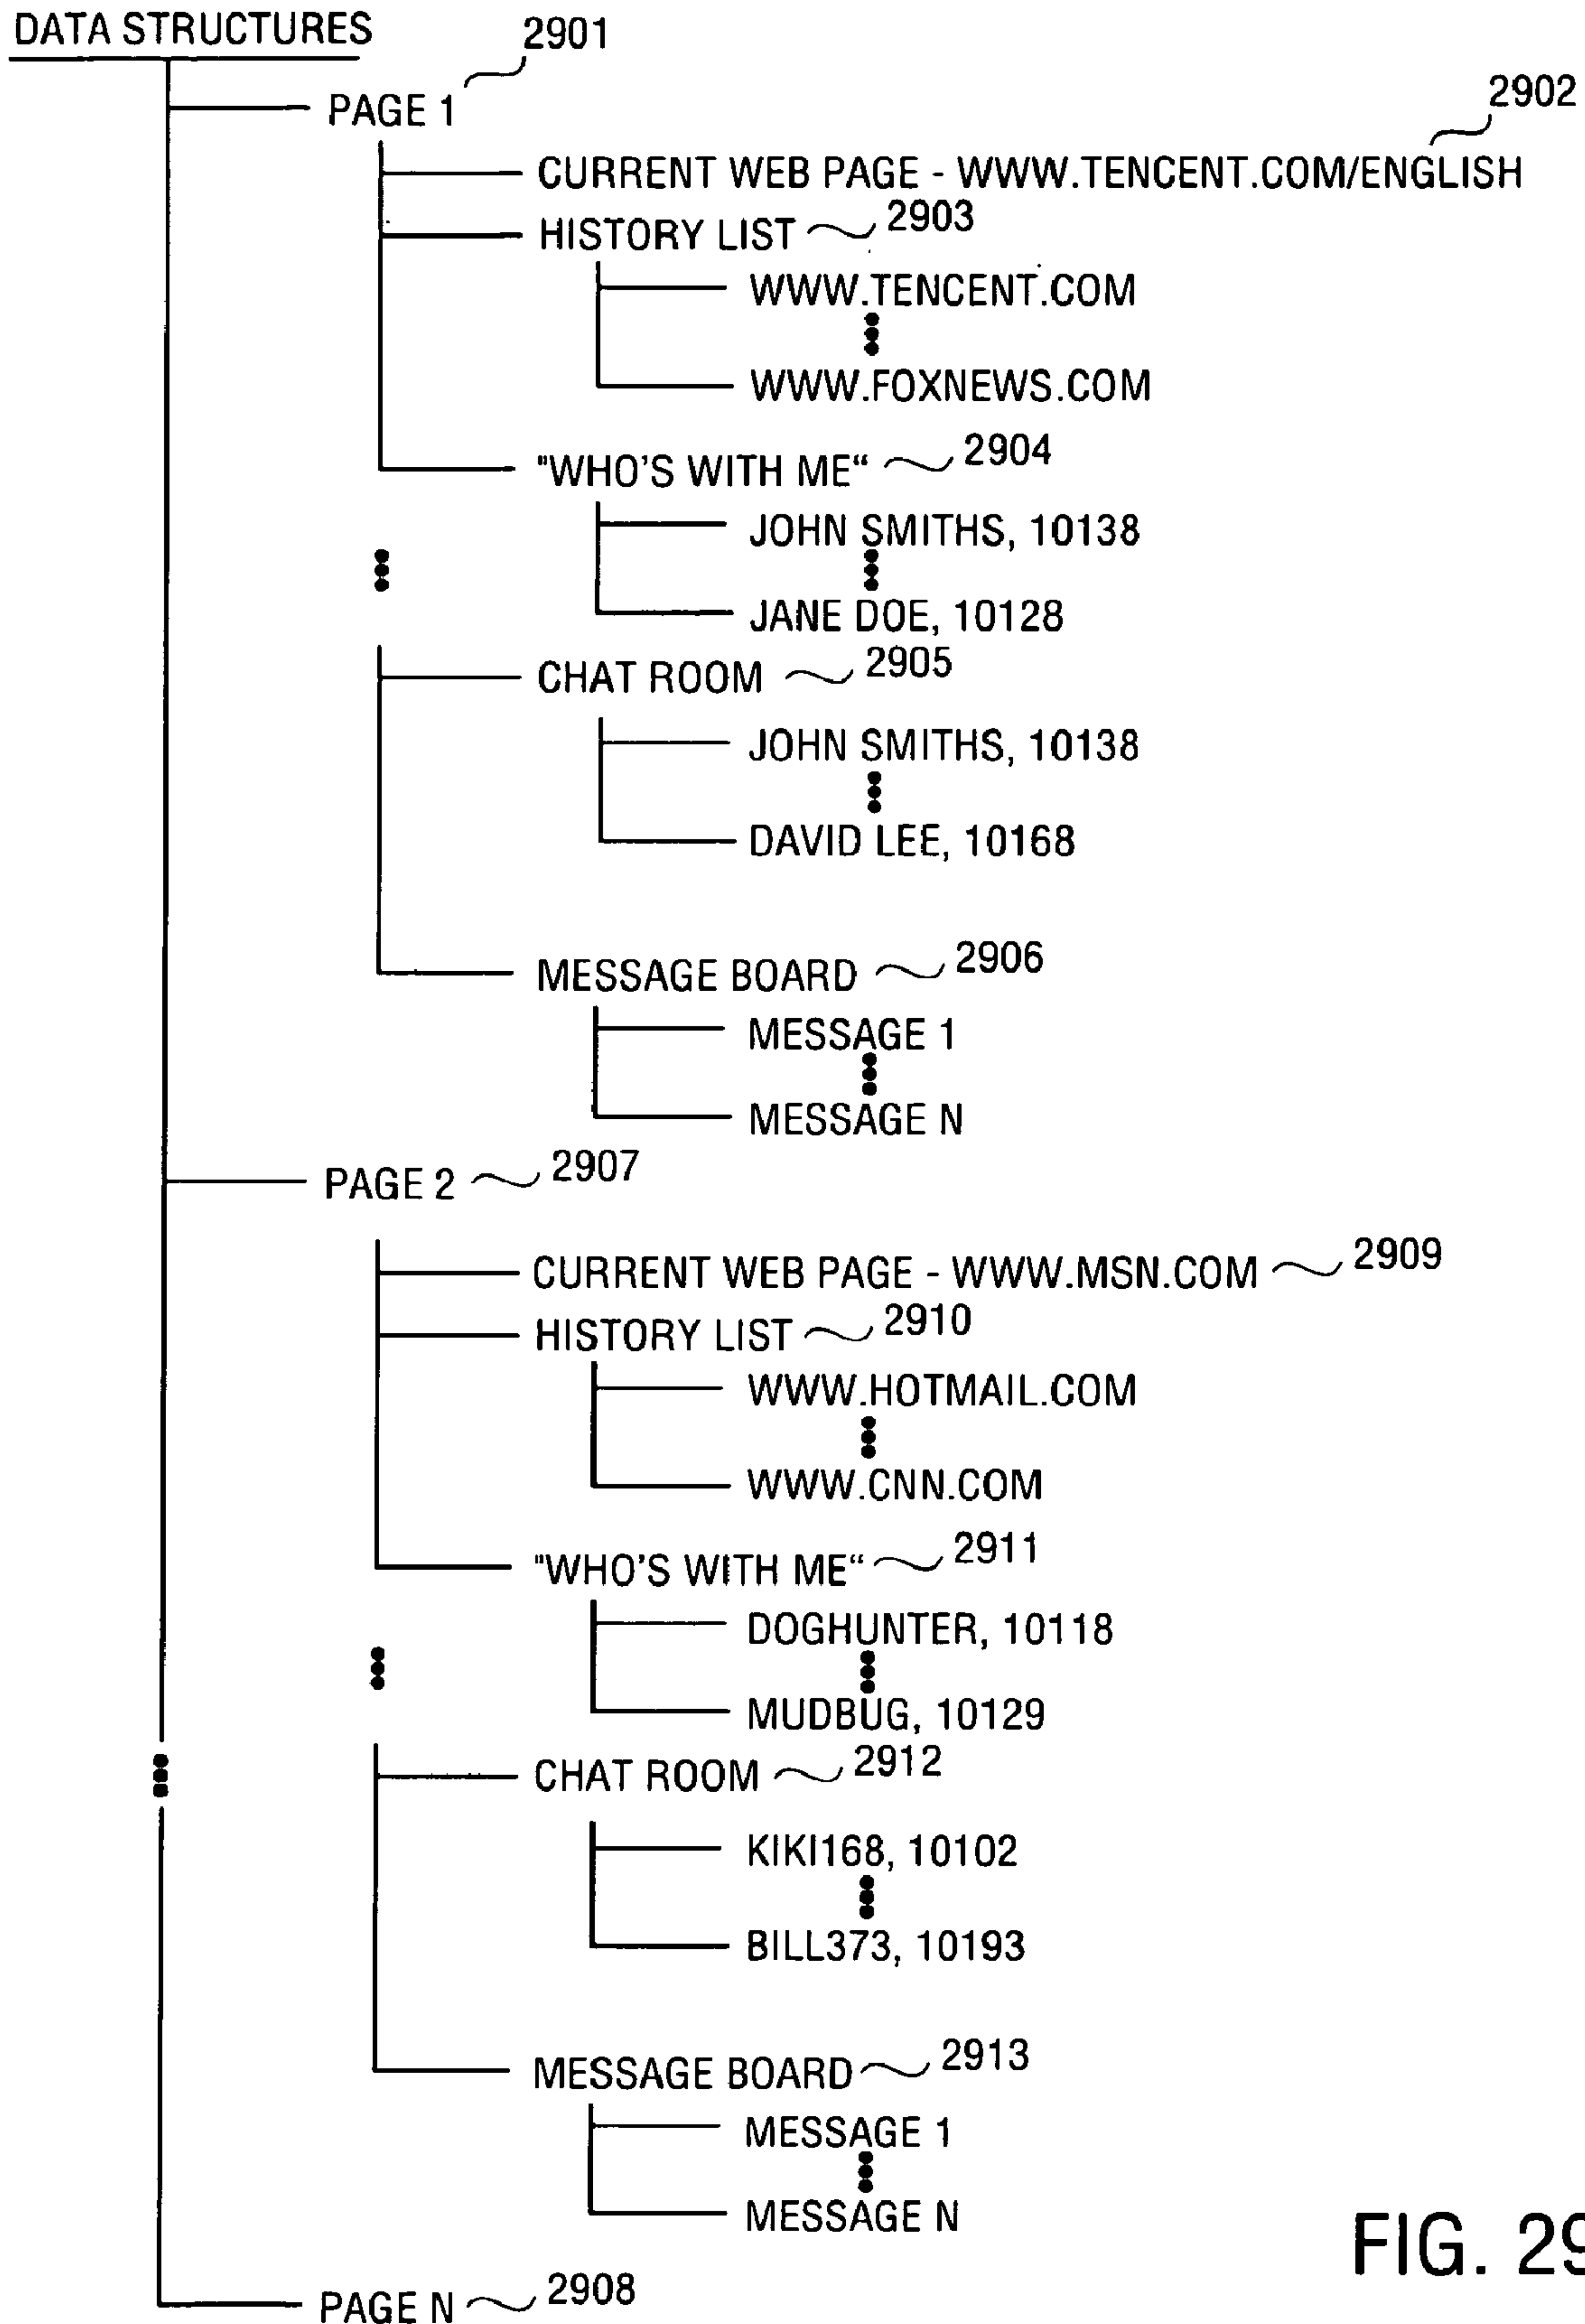 DATA STRUCTURES
2901
PAGE 1
2902
CURRENT WEB PAGE - WWW.TENCENT.COM/ENGLISH
HISTORY LIST 2903
WWW.TENCENT.COM
WWW.FOXNEWS.COM
"WHO'S WITH ME“ 2904
JOHN SMITHS, 10138
JANE DOE, 10128
CHAT ROOM 2905
JOHN SMITHS, 10138
DAVID LEE, 10168
MESSAGE BOARD 2906
MESSAGE 1
MESSAGE N
PAGE 2 2907
CURRENT WEB PAGE - WWW.MSN.COM 2909
HISTORY LIST 2910
WWW.HOTMAIL.COM
WWW.CNN.COM
"WHO'S WITH ME“ 2911
DOGHUNTER, 10118
MUDBUG, 10129
CHAT ROOM 2912
KIKI168, 10102
BILL373, 10193
MESSAGE BOARD 2913
MESSAGE 1
MESSAGE N
PAGE N 2908
FIG. 29